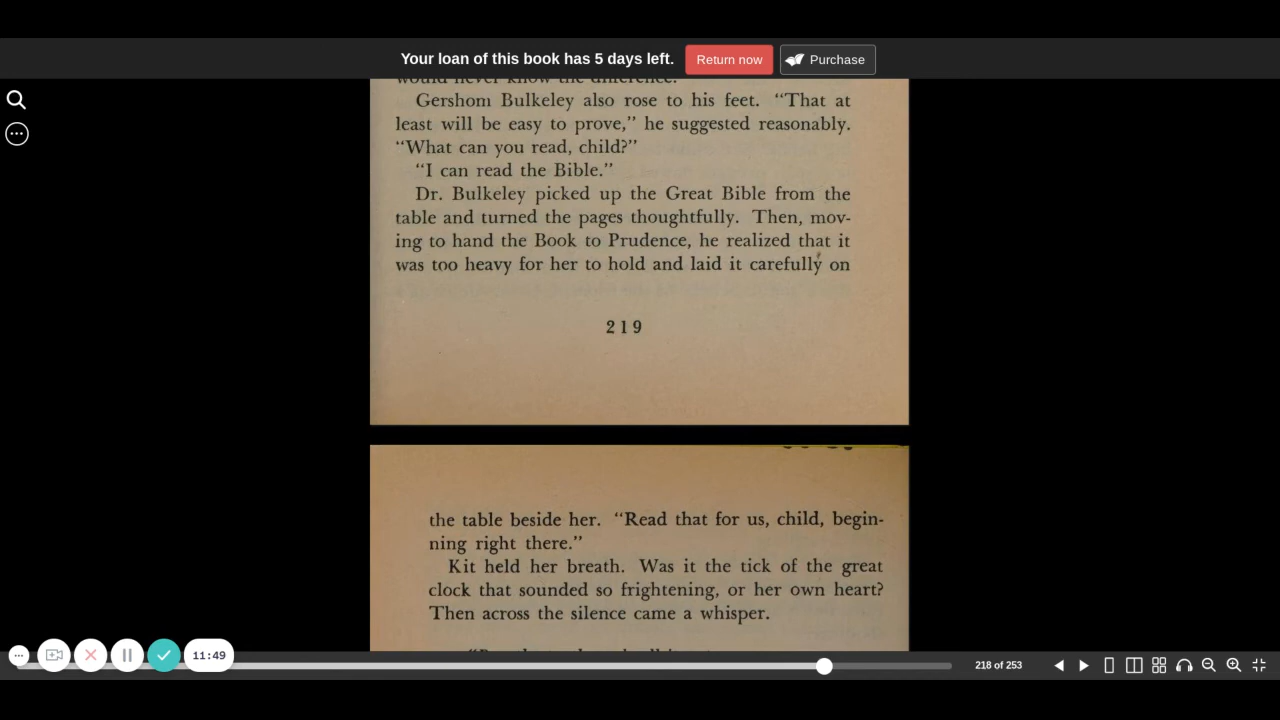 Your loan of this book has 5 days left.
Return now
Purchase
would never know the difference."
Gershom Bulkeley also rose to his feet. "That at
least will be easy to prove," he suggested reasonably.
"What can you read, child?"
"I can read the Bible."
Dr. Bulkeley picked up the Great Bible from the
table and turned the pages thoughtfully. Then, mov-
ing to hand the Book to Prudence, he realized that it
was too heavy for her to hold and laid it carefully on
219
the table beside her. "Read that for us, child, begin-
ning right there."
Kit held her breath. Was it the tick of the great
clock that sounded so frightening, or her own heart?
Then across the silence came a whisper.
11:49
218 of 253